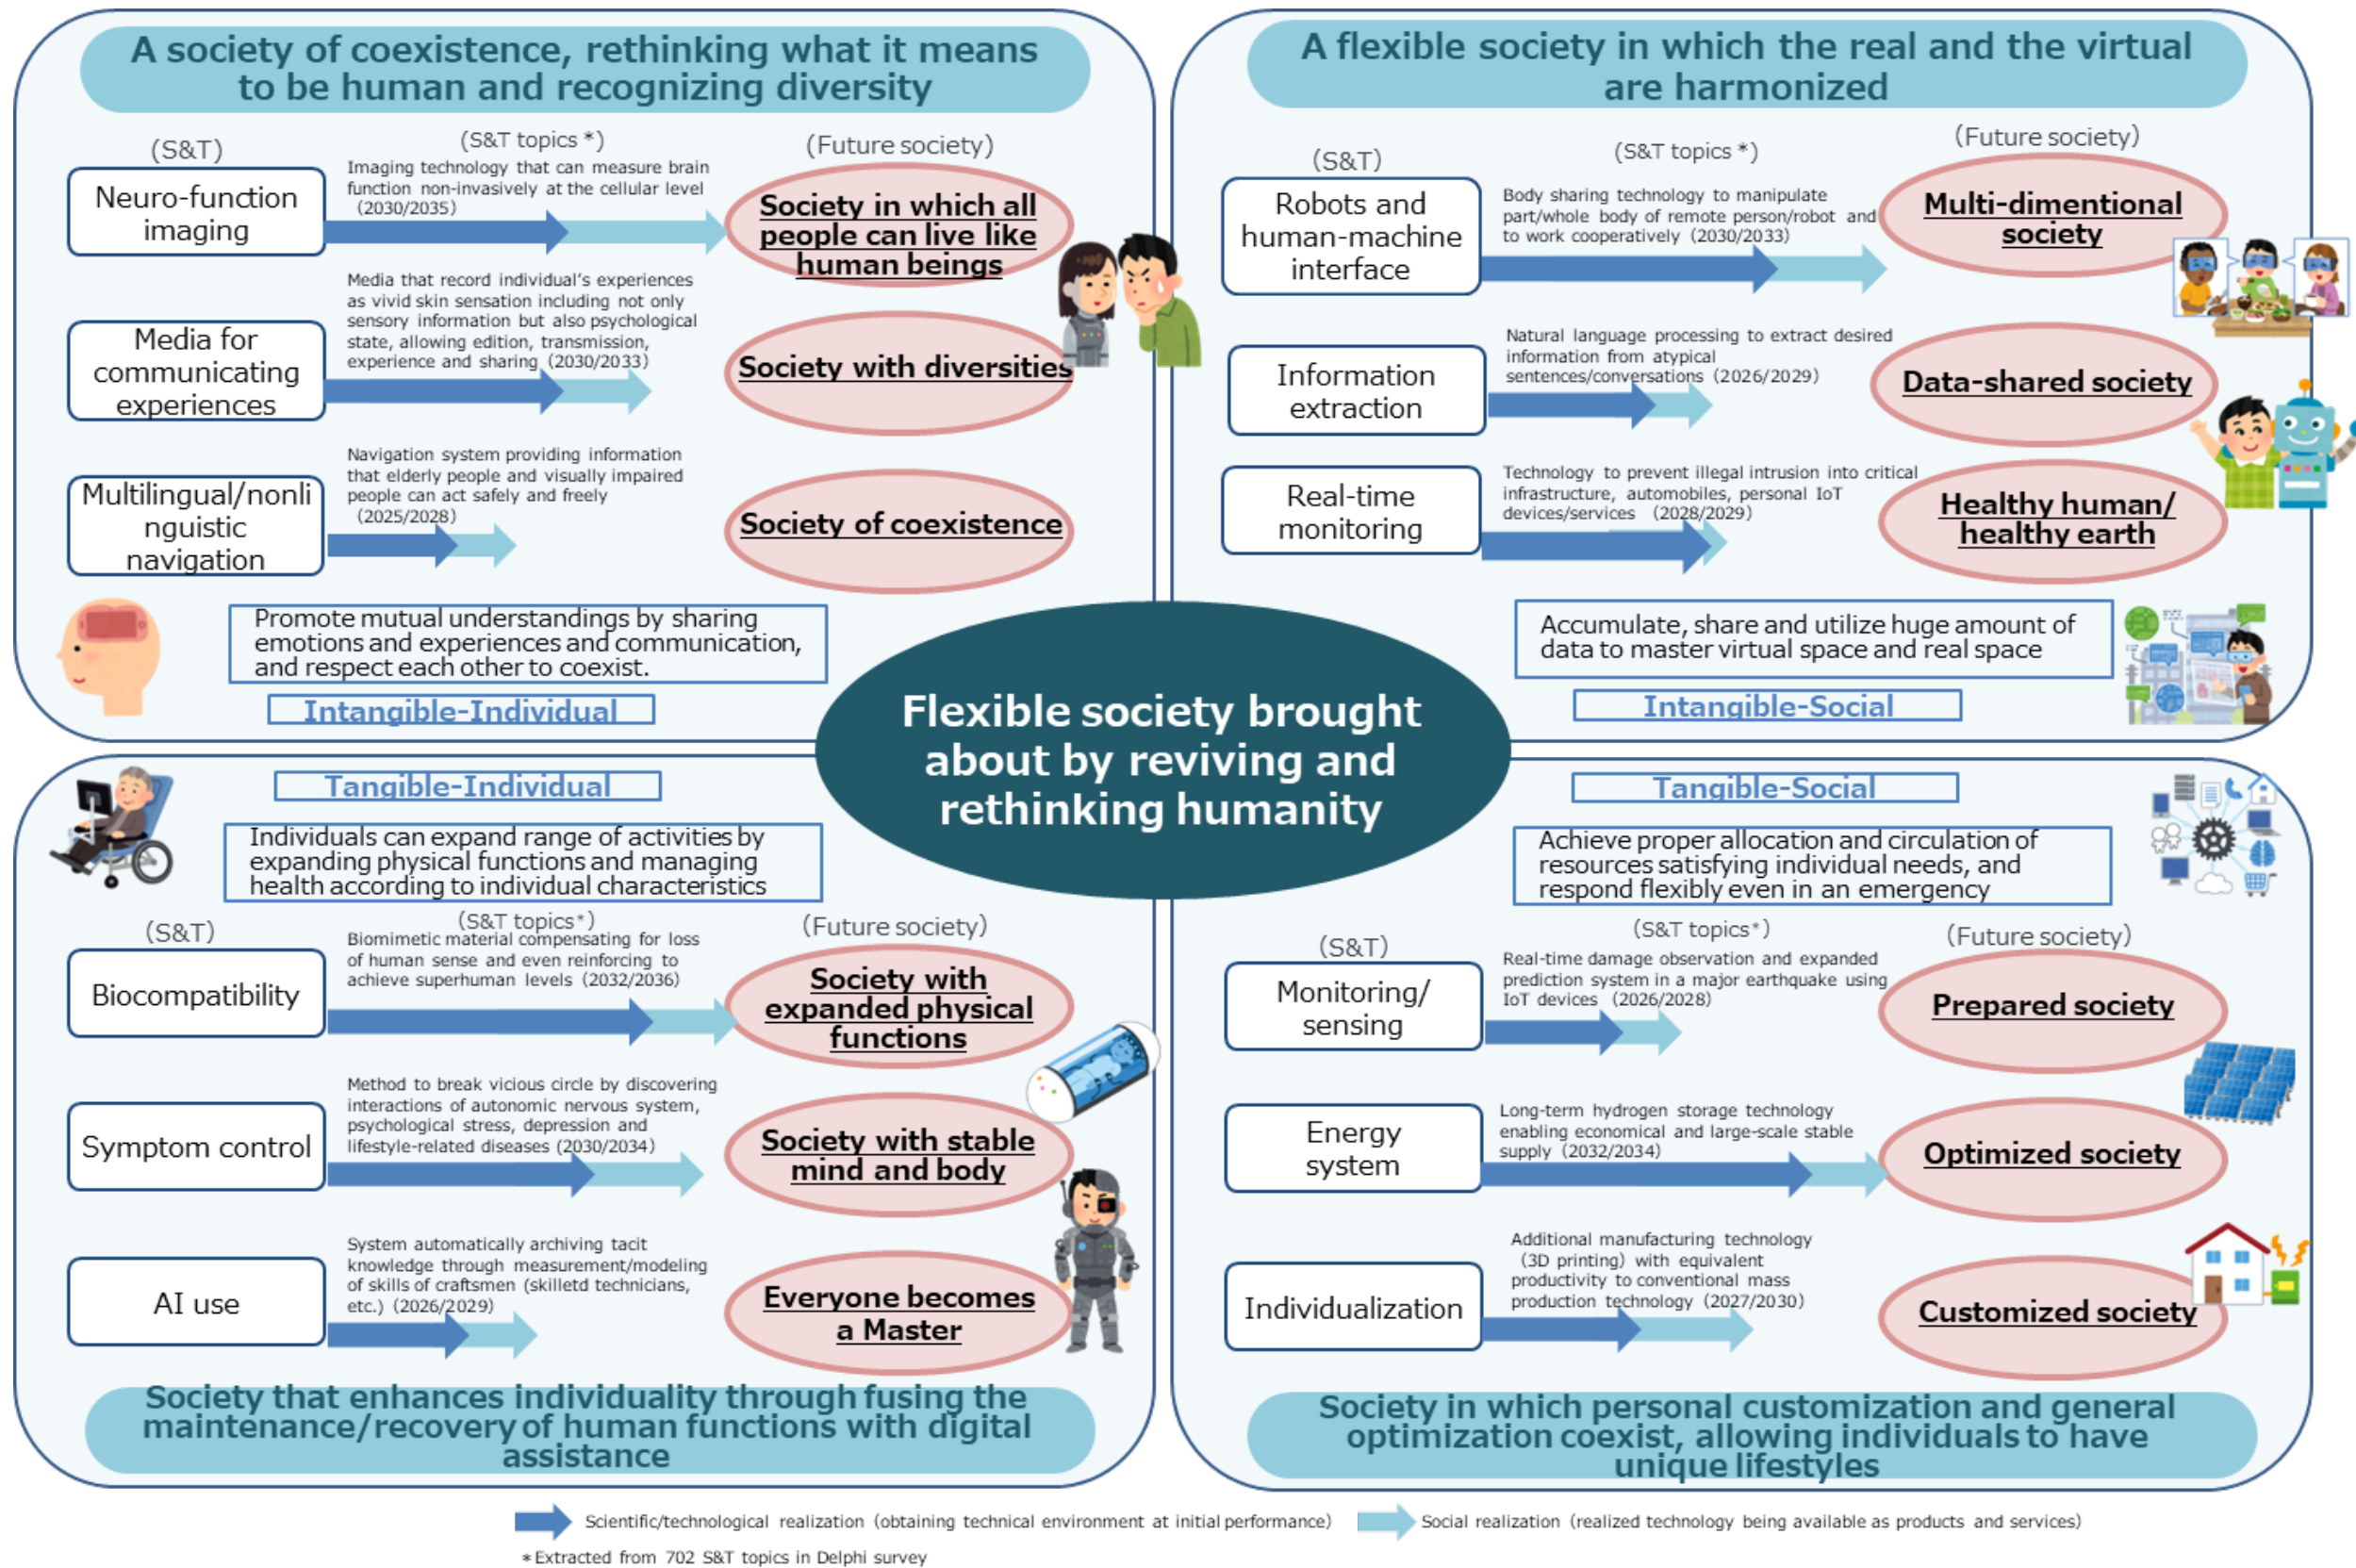 A society of coexistence, rethinking what it means
to be human and recognizing diversity
(S&T)
(S&T topics *)
(Future society)
Neuro-function
imaging
Imaging technology that can measure brain
function non-invasively at the cellular level
(2030/2035)
Society in which all
people can live like
human beings
Media for
communicating
experiences
Media that record individual's experiences
as vivid skin sensation including not only
sensory information but also psychological
state, allowing edition, transmission,
experience and sharing (2030/2033)
Society with diversities
Multilingual/nonli
nguistic
navigation
Navigation system providing information
that elderly people and visually impaired
people can act safely and freely
(2025/2028)
Society of coexistence
Promote mutual understandings by sharing
emotions and experiences and communication,
and respect each other to coexist.
Intangible-Individual
A flexible society in which the real and the virtual
are harmonized
(S&T)
(S&T topics *)
(Future society)
Robots and
human-machine
interface
Body sharing technology to manipulate
part/whole body of remote person/robot and
to work cooperatively (2030/2033)
Multi-dimentional
society
Information
extraction
Natural language processing to extract desired
information from atypical
sentences/conversations (2026/2029)
Data-shared society
Real-time
monitoring
Technology to prevent illegal intrusion into critical
infrastructure, automobiles, personal IoT
devices/services (2028/2029)
Healthy human/
healthy earth
Accumulate, share and utilize huge amount of
data to master virtual space and real space
Intangible-Social
Flexible society brought
about by reviving and
rethinking humanity
Tangible-Individual
Individuals can expand range of activities by
expanding physical functions and managing
health according to individual characteristics
(S&T)
(S&T topics*)
(Future society)
Biocompatibility
Biomimetic material compensating for loss
of human sense and even reinforcing to
achieve superhuman levels (2032/2036)
Society with
expanded physical
functions
Symptom control
Method to break vicious circle by discovering
interactions of autonomic nervous system,
psychological stress, depression and
lifestyle-related diseases (2030/2034)
Society with stable
mind and body
AI use
System automatically archiving tacit
knowledge through measurement/modeling
of skills of craftsmen (skilletd technicians,
etc.) (2026/2029)
Everyone becomes
a Master
Society that enhances individuality through fusing the
maintenance/recovery of human functions with digital
assistance
Tangible-Social
Achieve proper allocation and circulation of
resources satisfying individual needs, and
respond flexibly even in an emergency
(S&T)
(S&T topics*)
(Future society)
Monitoring/
sensing
Real-time damage observation and expanded
prediction system in a major earthquake using
IoT devices (2026/2028)
Prepared society
Energy
system
Long-term hydrogen storage technology
enabling economical and large-scale stable
supply (2032/2034)
Optimized society
Individualization
Additional manufacturing technology
(3D printing) with equivalent
productivity to conventional mass
production technology (2027/2030)
Customized society
Society in which personal customization and general
optimization coexist, allowing individuals to have
unique lifestyles
Scientific/technological realization (obtaining technical environment at initial performance)
Social realization (realized technology being available as products and services)
*Extracted from 702 S&T topics in Delphi survey